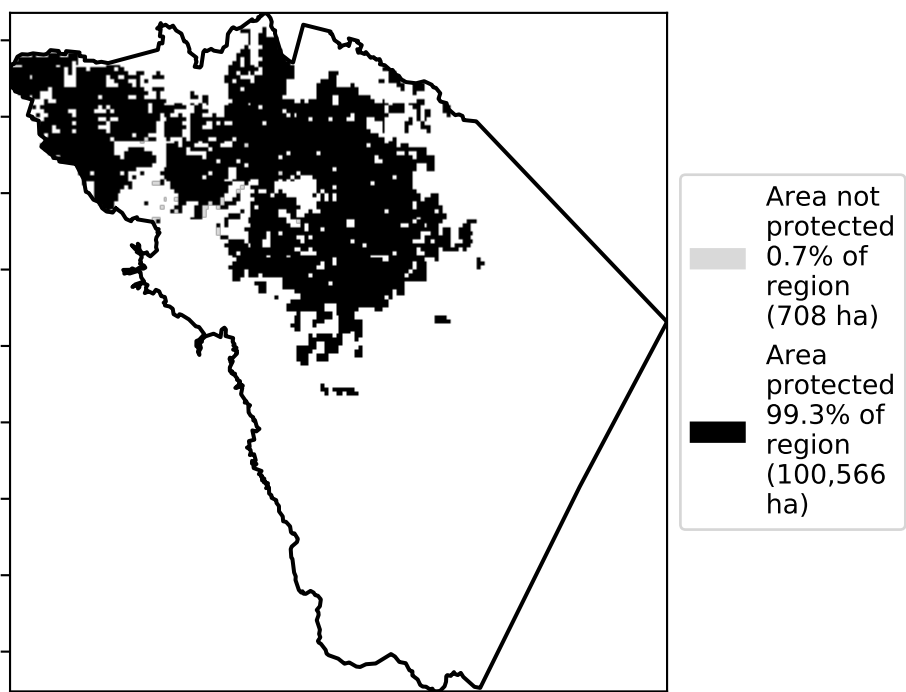 Area not
protected
0.7% of
region
(708 ha)
Area
protected
99.3% of
region
(100,566
ha)